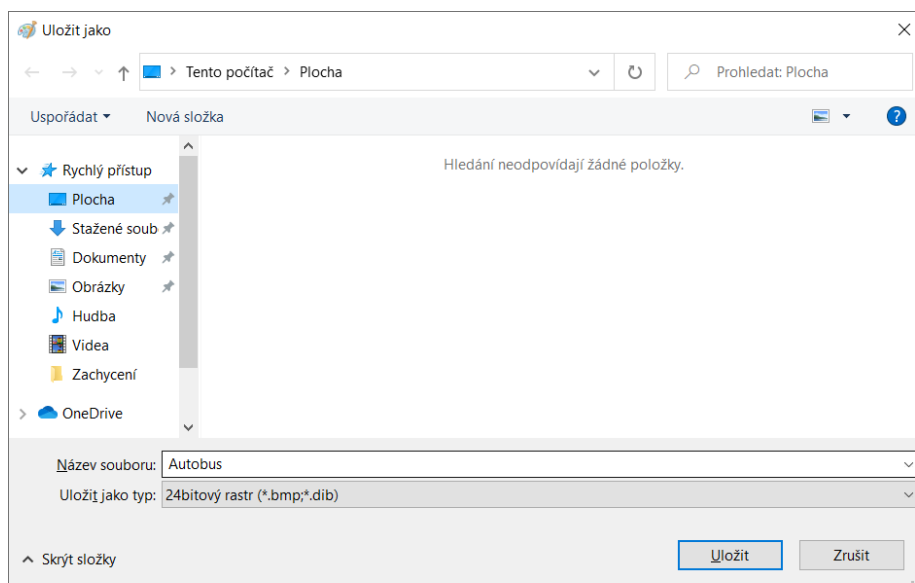 Uložit jako
Tento počítač > Plocha
Prohledat: Plocha
Uspořádat
Nová složka
?
Hledání neodpovídají žádné položky.
Rychlý přístup
Plocha
Stažené soub
Dokumenty
Obrázky
Hudba
Videa
Zachycení
OneDrive
Název souboru: Autobus
Uložit jako typ: 24bitový rastr (*.bmp;*.dib)
Skrýt složky
Uložit
Zrušit